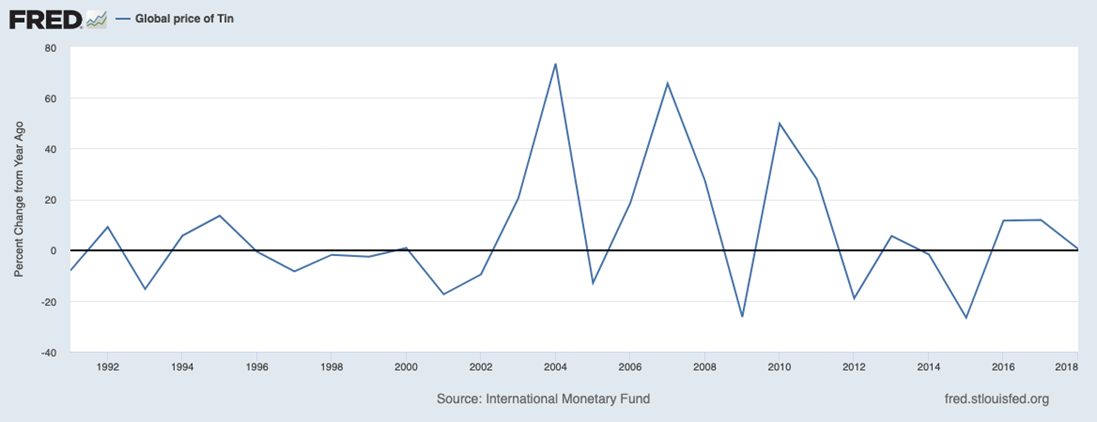 FRED
Global price of Tin
80
60
40
20
0
-20
-40
Percent Change from Year Ago
1992 1994 1996 1998 2000 2002 2004 2006 2008 2010 2012 2014 2016 2018
Source: International Monetary Fund
fred.stlouisfed.org